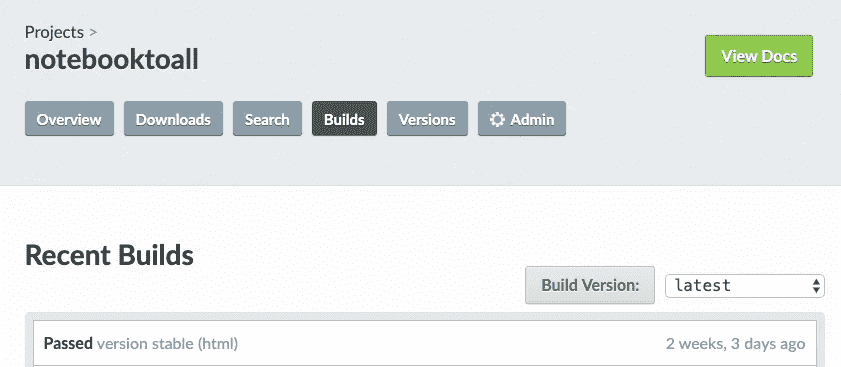 Projects >
notebooktoall
View Docs
Overview Downloads Search Builds Versions Admin
Recent Builds
Build Version: latest
Passed version stable (html) 2 weeks, 3 days ago